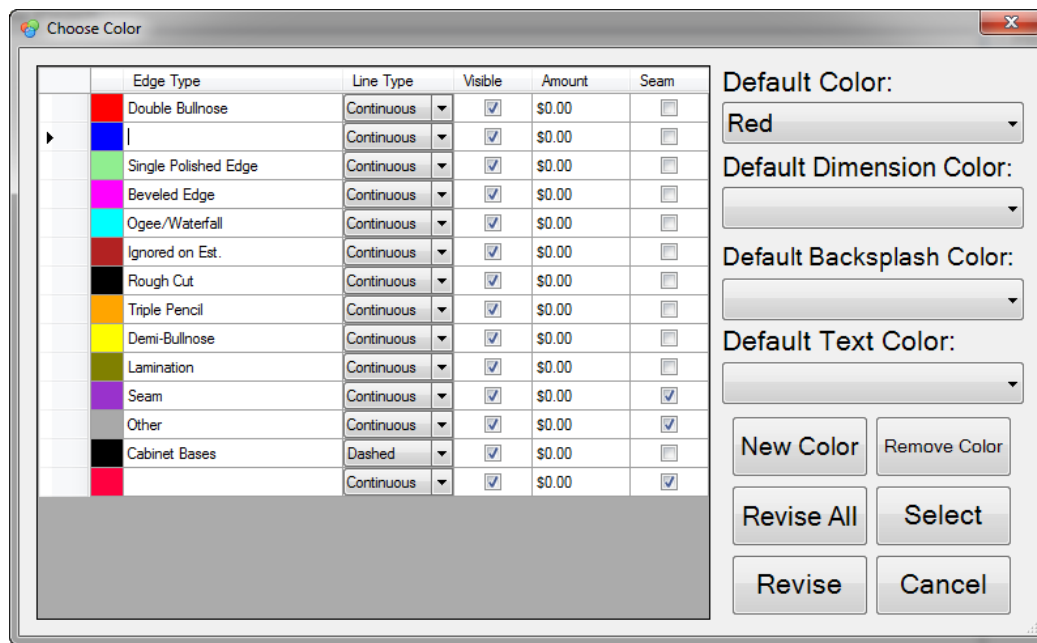 Choose Color
Edge Type Line Type Visible Amount Seam
Double Bullnose Continuous $0.00
Continuous $0.00
Single Polished Edge Continuous $0.00
Beveled Edge Continuous $0.00
Ogee/Waterfall Continuous $0.00
Ignored on Est. Continuous $0.00
Rough Cut Continuous $0.00
Triple Pencil Continuous $0.00
Demi-Bullnose Continuous $0.00
Lamination Continuous $0.00
Seam Continuous $0.00
Other Continuous $0.00
Cabinet Bases Dashed $0.00
Continuous $0.00
Default Color:
Red
Default Dimension Color:
Default Backsplash Color:
Default Text Color:
New Color Remove Color
Revise All Select
Revise Cancel